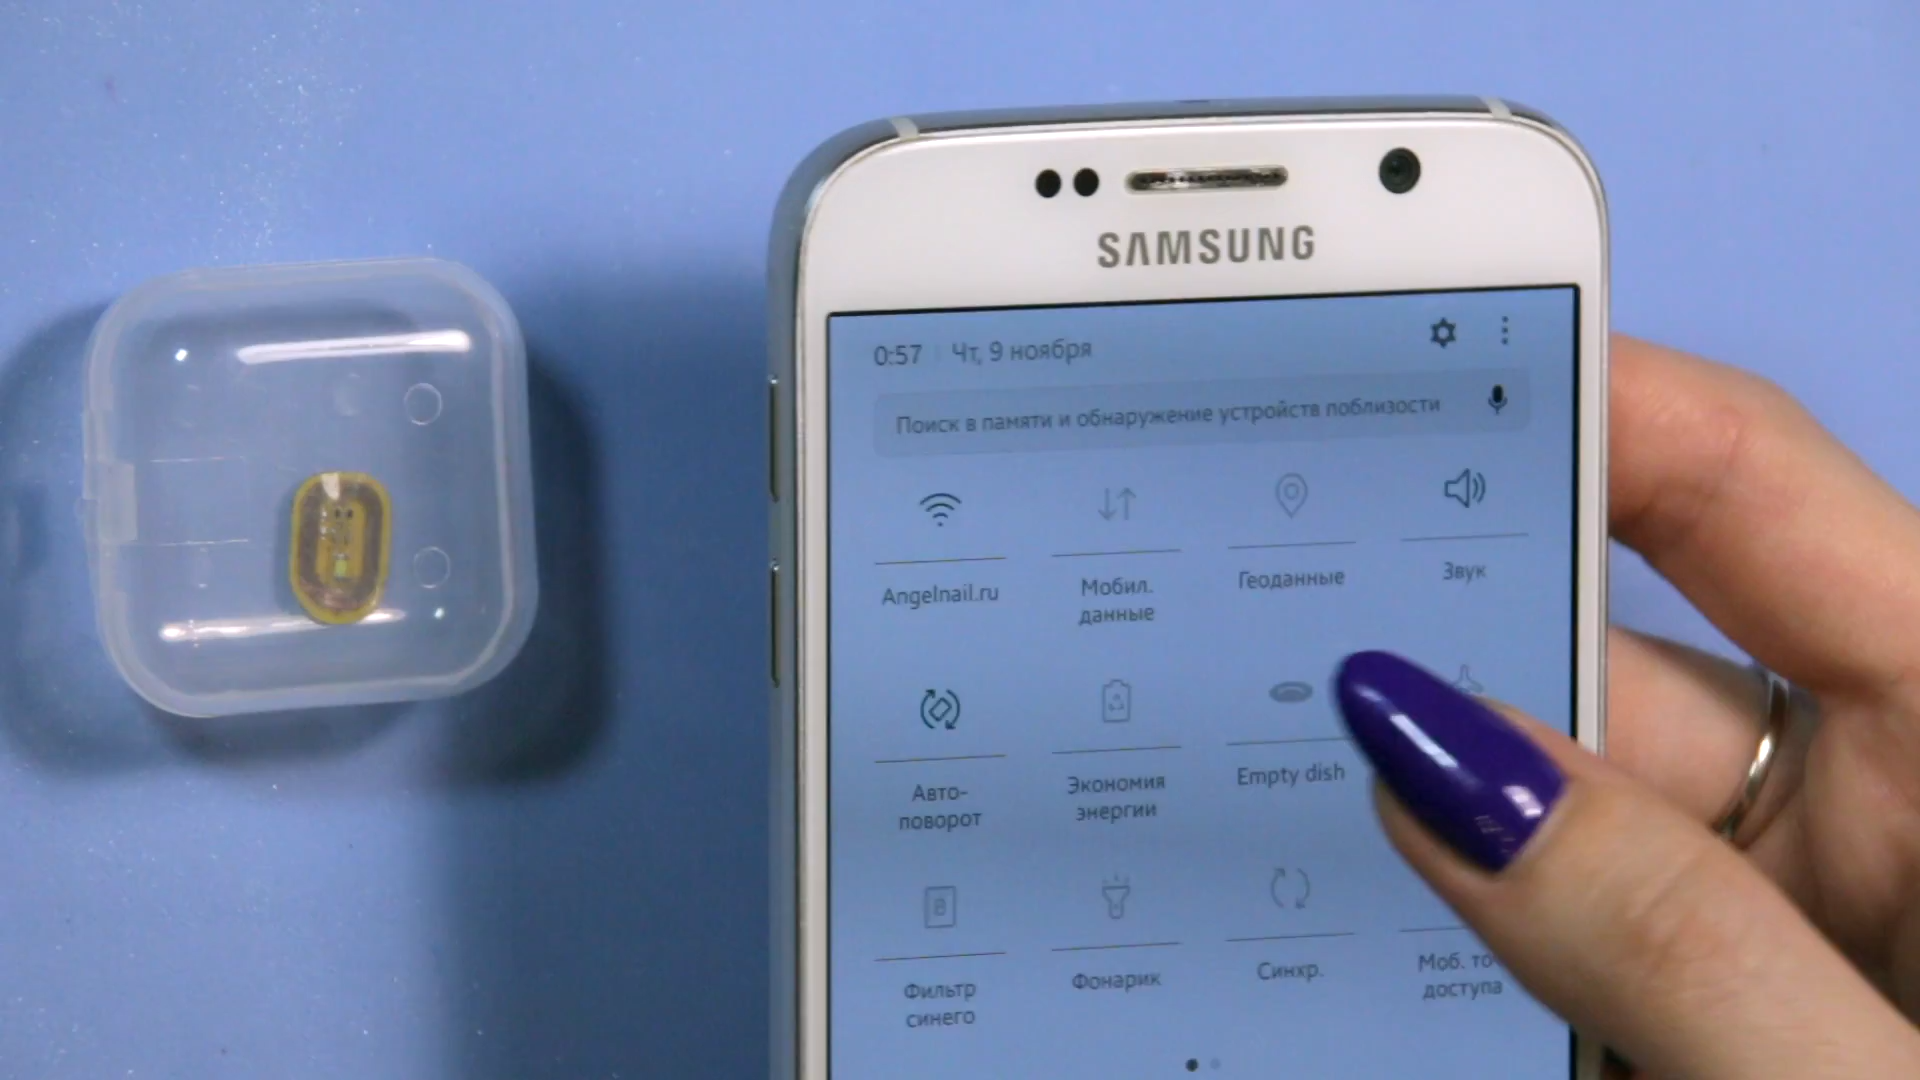 SAMSUNG
0:57 Чт, 9 ноября
Поиск в памяти и обнаружение устройств поблизости
Angelnail.ru
Мобил.
данные
Геоданные
Звук
Авто-
поворот
Экономия
энергии
Empty dish
Фильтр
синего
Фонарик
Синхр.
Моб. то
доступа